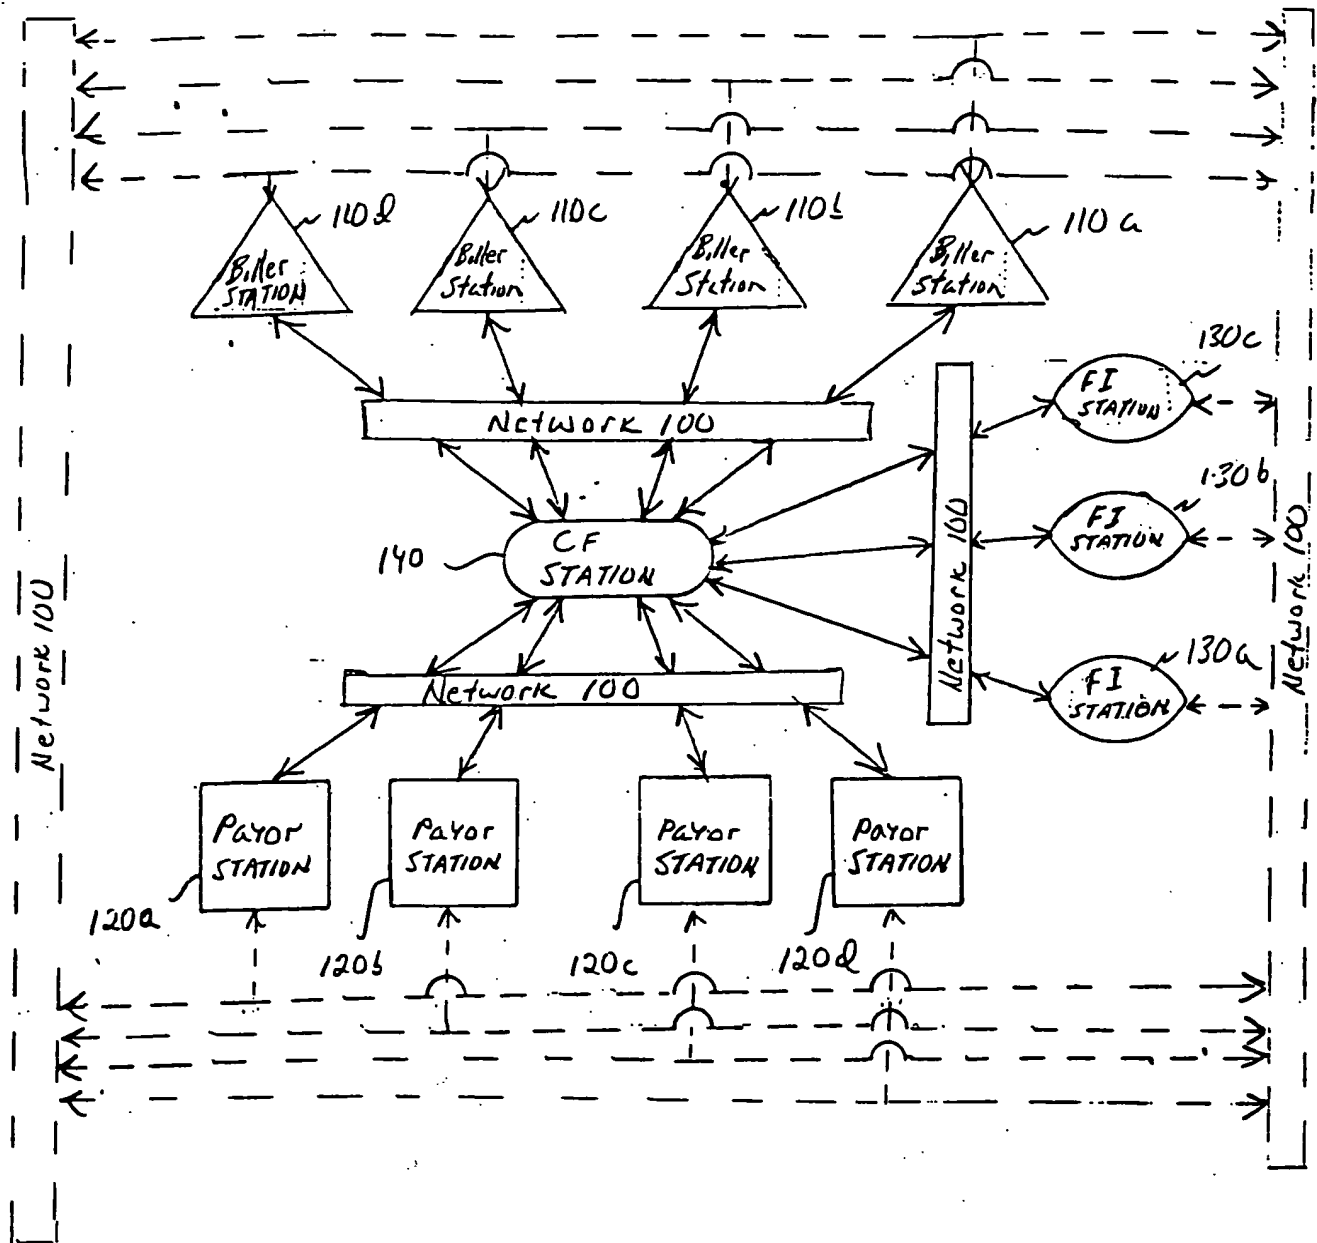 110d
110c
110b
110a
Biller
STATION
Biller
Station
Biller
Station
Biller
Station
130c
FI
STATION
Network 100
130b
FI
STATION
Network 100
140
CF
STATION
Network 100
Network 100
130a
FI
STATION
Network 100
Payor
STATION
Payor
STATION
Payor
STATION
Payor
STATION
120a
120b
120c
120d